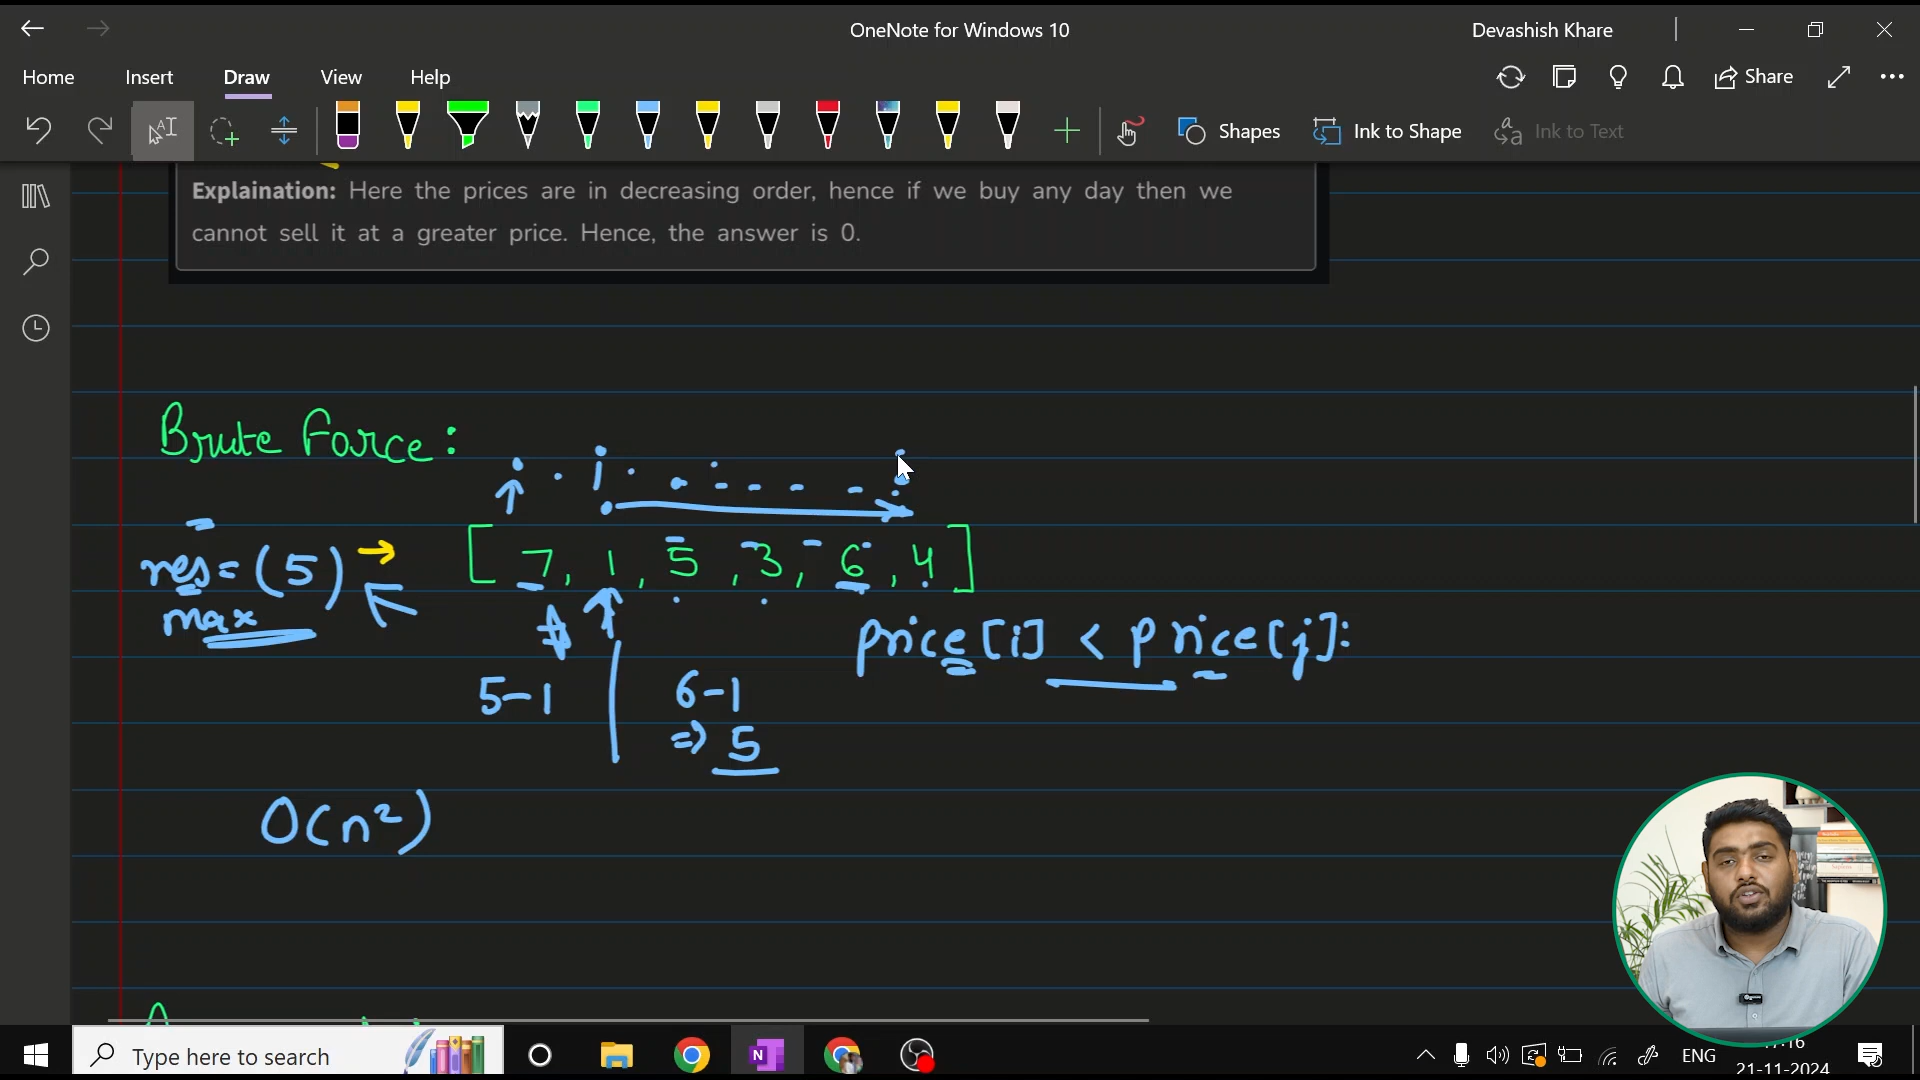 OneNote for Windows 10
Devashish Khare
Home Insert Draw View Help
Share
Shapes Ink to Shape Ink to Text
Explaination: Here the prices are in decreasing order, hence if we buy any day then we
cannot sell it at a greater price. Hence, the answer is 0.
Brute Force:
i j j
res = (5) → [ 7, 1, 5, 3, 6, 4 ]
max
price[i] < price[j]:
5-1 6-1
=> 5
O(n²)
Type here to search
ENG
17:16
21-11-2024